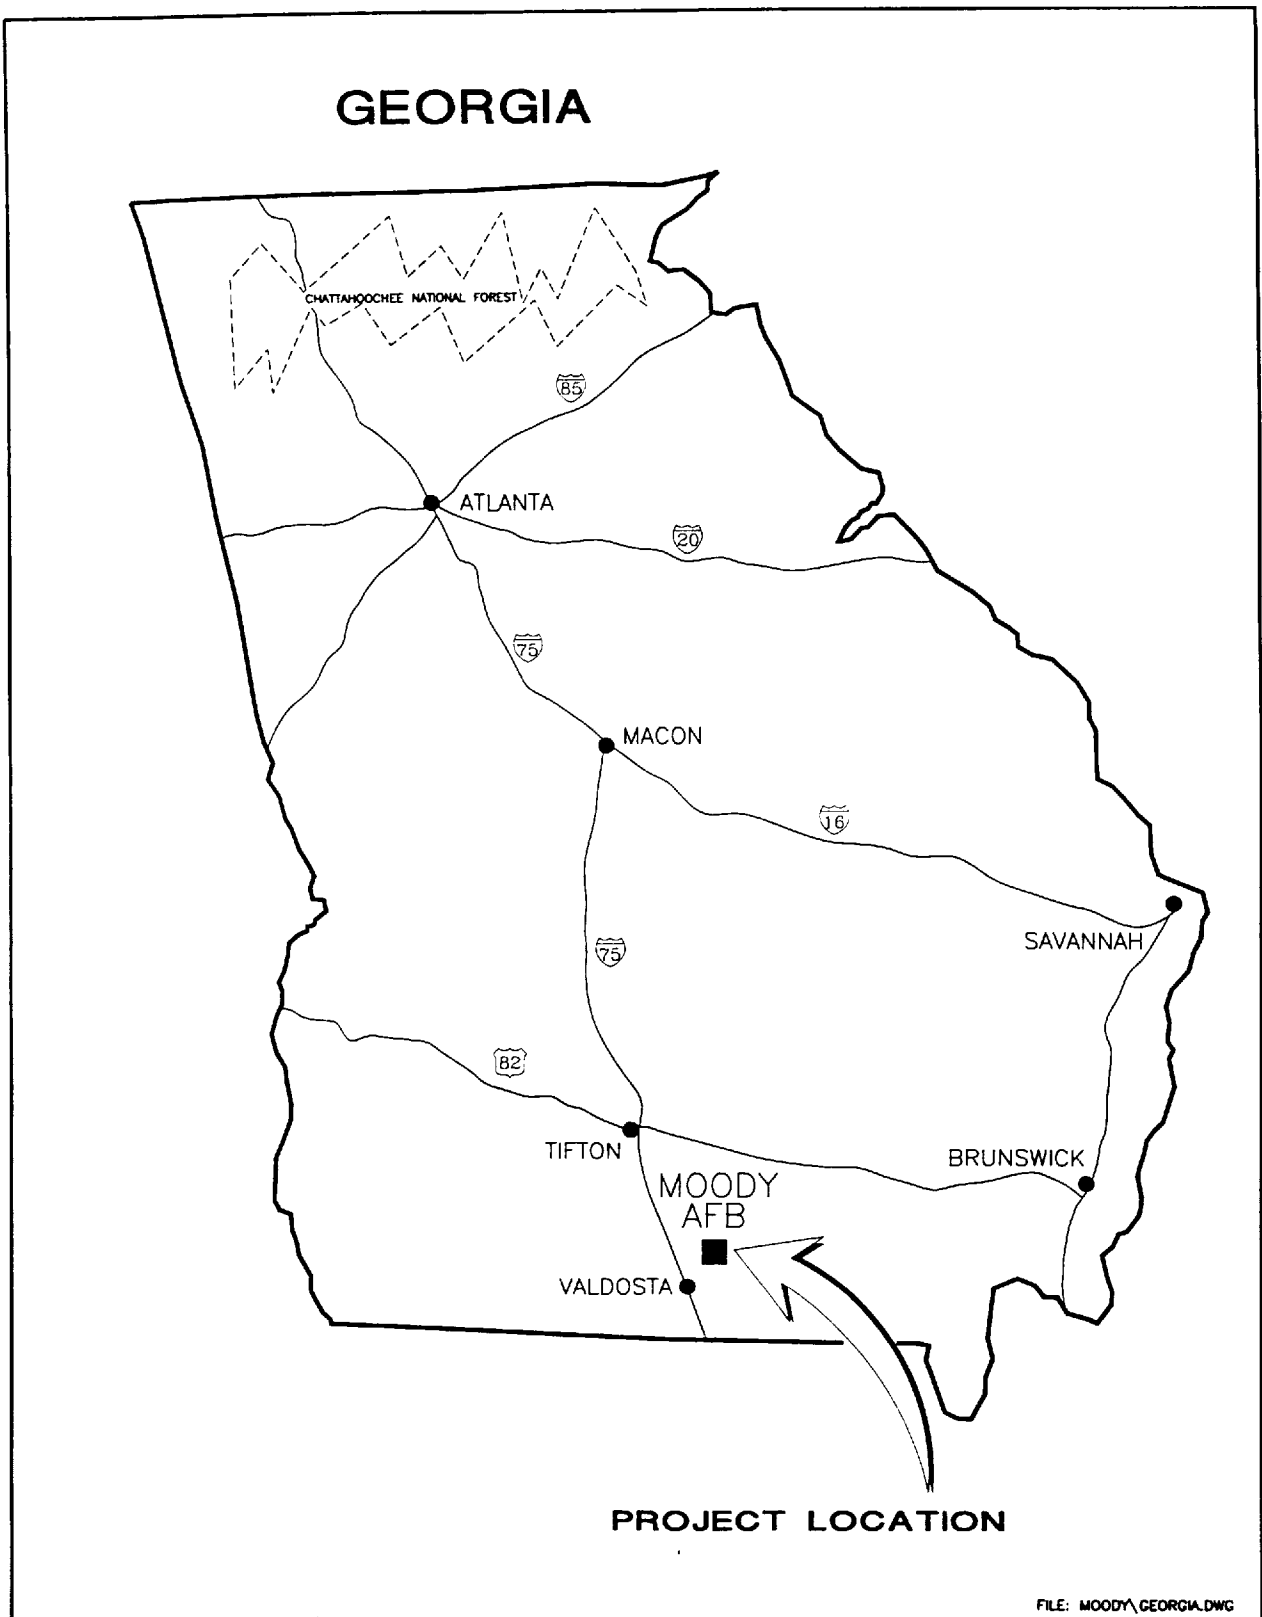 GEORGIA
CHATTAHOOCHEE NATIONAL FOREST
85
ATLANTA
20
75
MACON
16
SAVANNAH
75
82
TIFTON
BRUNSWICK
MOODY
AFB
VALDOSTA
PROJECT LOCATION
FILE: MOODY\GEORGIA.DWG